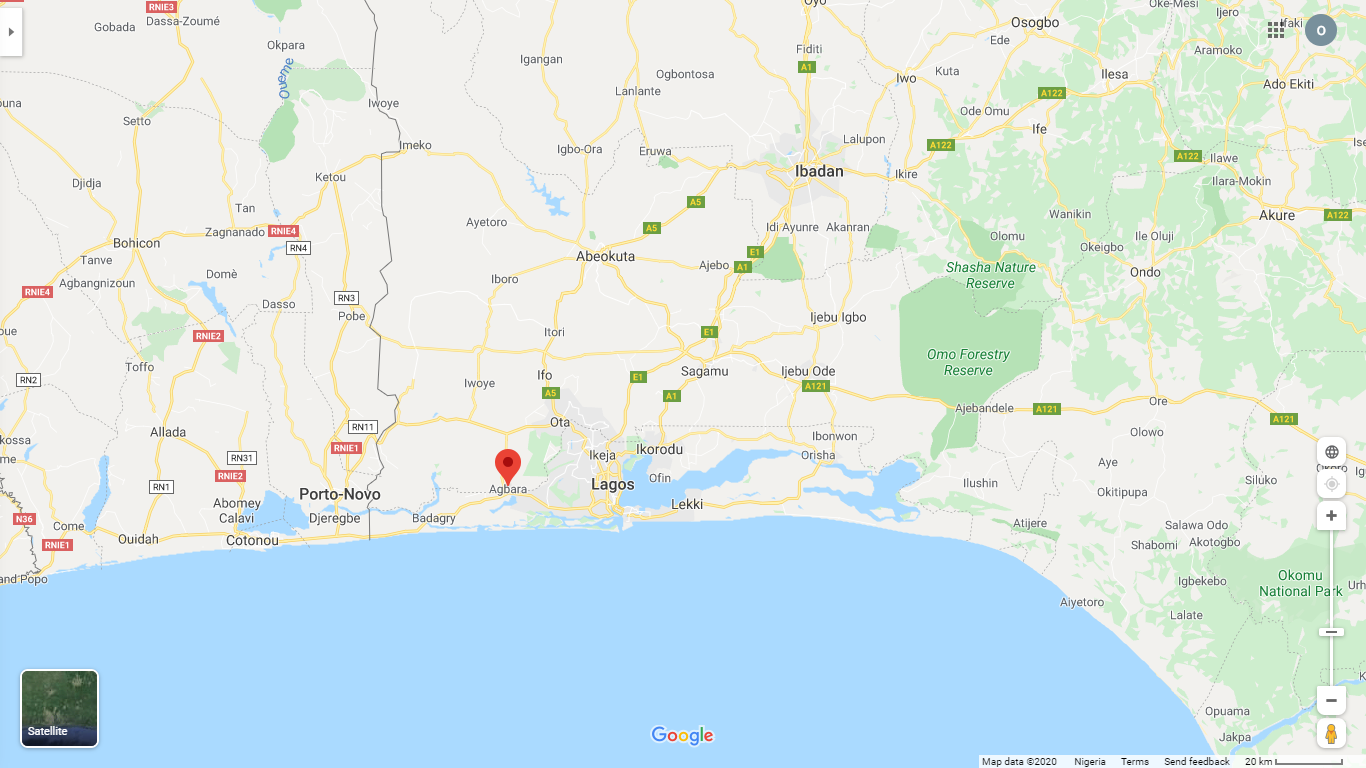 RNIE3
Dassa-Zoumé
Gobada
Okpara
Oueme
Setto
Iwoye
Imeko
Ketou
Djidja
Tan
Zagnanado
RNIE4
RN4
Bohicon
Tanve
Agbangnizoun
RNIE4
Domè
Dasso
RN3
Pobe
RNIE2
Toffo
RN2
Allada
RN11
RNIE1
RN31
RNIE2
RN1
Porto-Novo
Djeregbe
Abomey
Calavi
Cotonou
Ouidah
N36
Come
RNIE1
and Popo
Oyo
Fiditi
A1
Igangan
Ogbontosa
Lanlante
Igbo-Ora
Eruwa
Ibadan
Lalupon
Iwo
Kuta
Ede
Osogbo
Ilesa
A122
Ode Omu
Ife
A122
Ikire
Oke-Mesi
Ijero
Ifaki
Aramoko
Ado Ekiti
O
A122
Ilawe
Ilara-Mokin
Akure
A122
Wanikin
Okeigbo
Ile Oluji
Ondo
Olomu
Shasha Nature
Reserve
Omo Forestry
Reserve
Ayetoro
A5
A5
Abeokuta
Iboro
Idi Ayunre
Akanran
E1
A1
Ajebo
Ijebu Igbo
Itori
E1
Ifo
Iwoye
A5
E1
A1
Sagamu
Ijebu Ode
A121
Ajebandele
A121
Ore
A121
Ota
Ikeja
Ikorodu
Ibonwon
Orisha
Olowo
Aye
Siluko
Agbara
Badagry
Lagos
Ofin
Lekki
Ilushin
Okitipupa
Atijere
Salawa Odo
Shabomi
Akotogbo
Igbekebo
Okomu
National Park
Aiyetoro
Lalate
Opuama
Jakpa
Satellite
Google
Map data ©2020
Nigeria
Terms
Send feedback
20 km